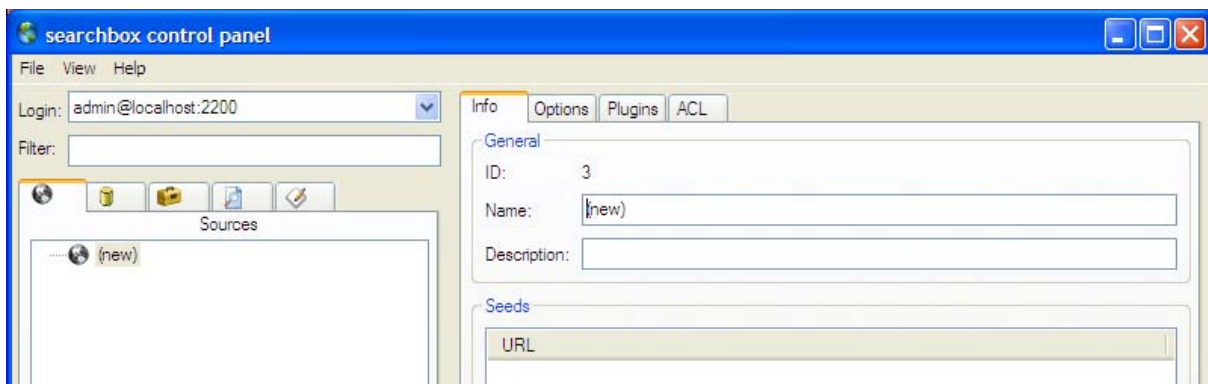 searchbox control panel
File View Help
Login: admin@localhost:2200
Filter:
Sources
(new)
Info Options Plugins ACL
General
ID: 3
Name: (new)
Description:
Seeds
URL